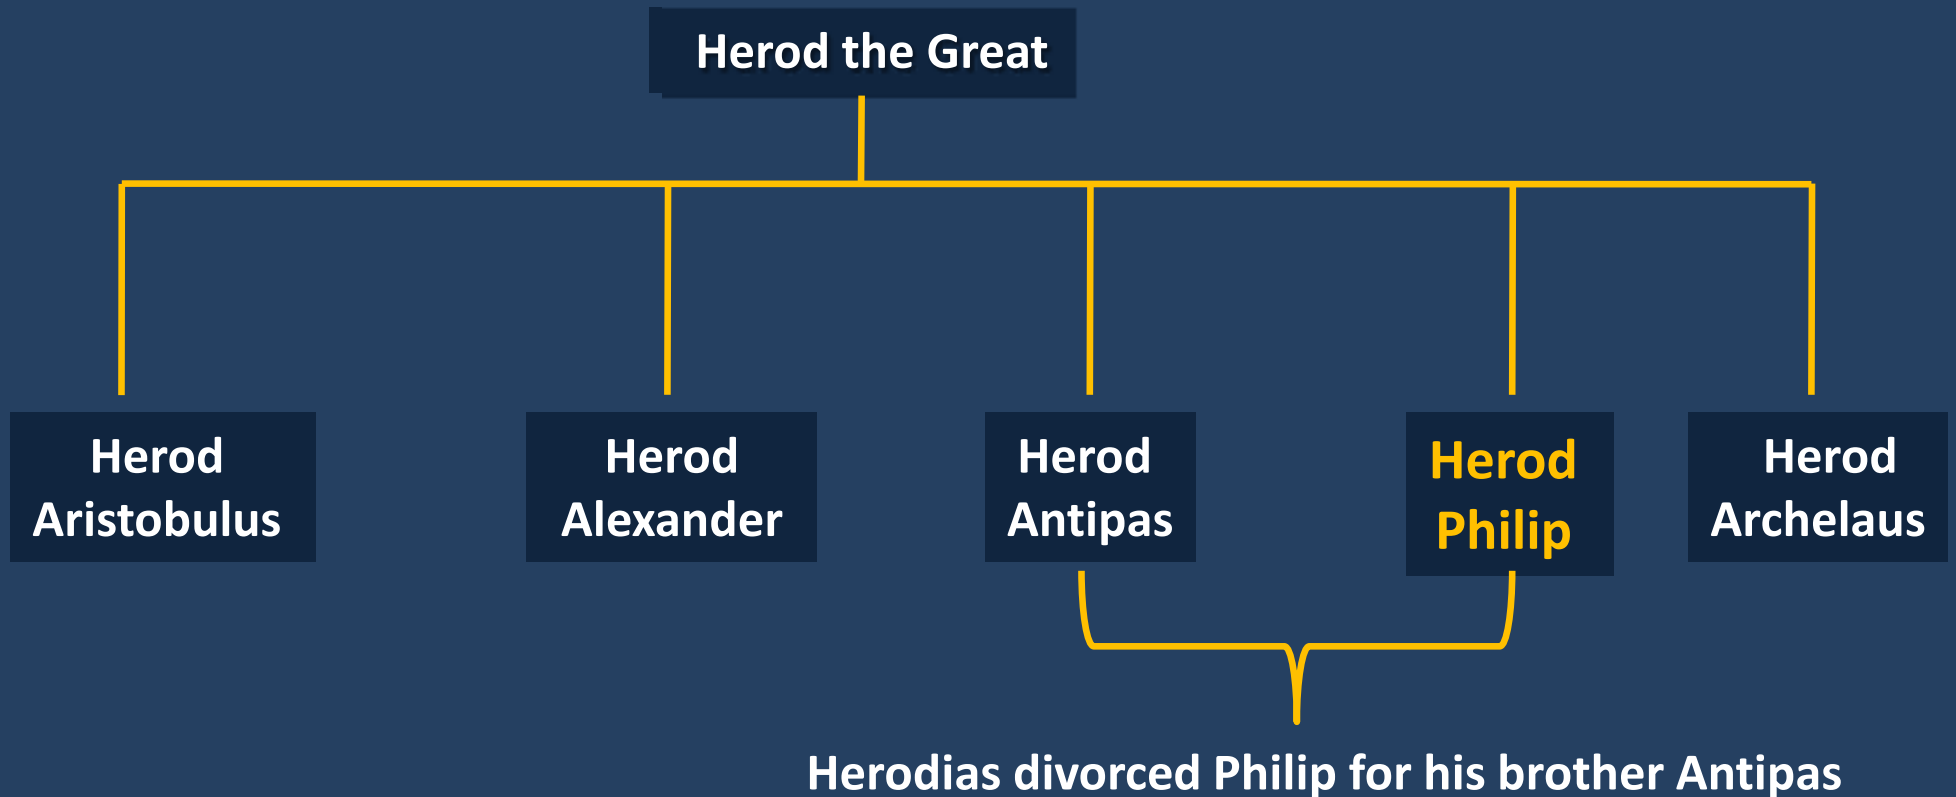 Herod the Great
Herod
Aristobulus
Herod
Alexander
Herod
Antipas
Herod
Philip
Herod
Archelaus
Herodias divorced Philip for his brother Antipas